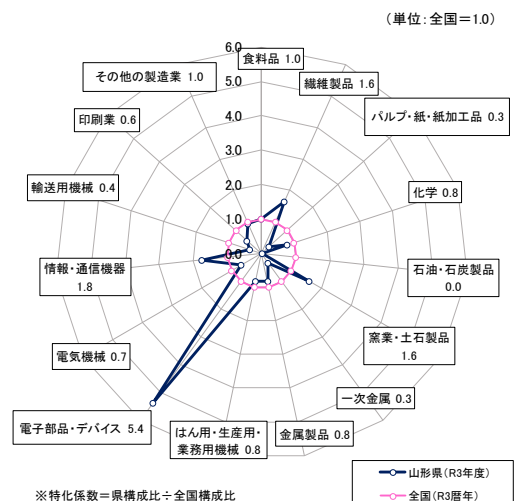 （単位：全国＝1.0）
6.0
5.0
4.0
3.0
2.0
1.0
0.0
食料品 1.0
繊維製品 1.6
パルプ・紙・紙加工品 0.3
化学 0.8
石油・石炭製品
0.0
窯業・土石製品
1.6
一次金属 0.3
金属製品 0.8
はん用・生産用・
業務用機械 0.8
電子部品・デバイス 5.4
電気機械 0.7
情報・通信機器
1.8
輸送用機械 0.4
印刷業 0.6
その他の製造業 1.0
※特化係数＝県構成比÷全国構成比
山形県（R3年度）
全国（R3暦年）